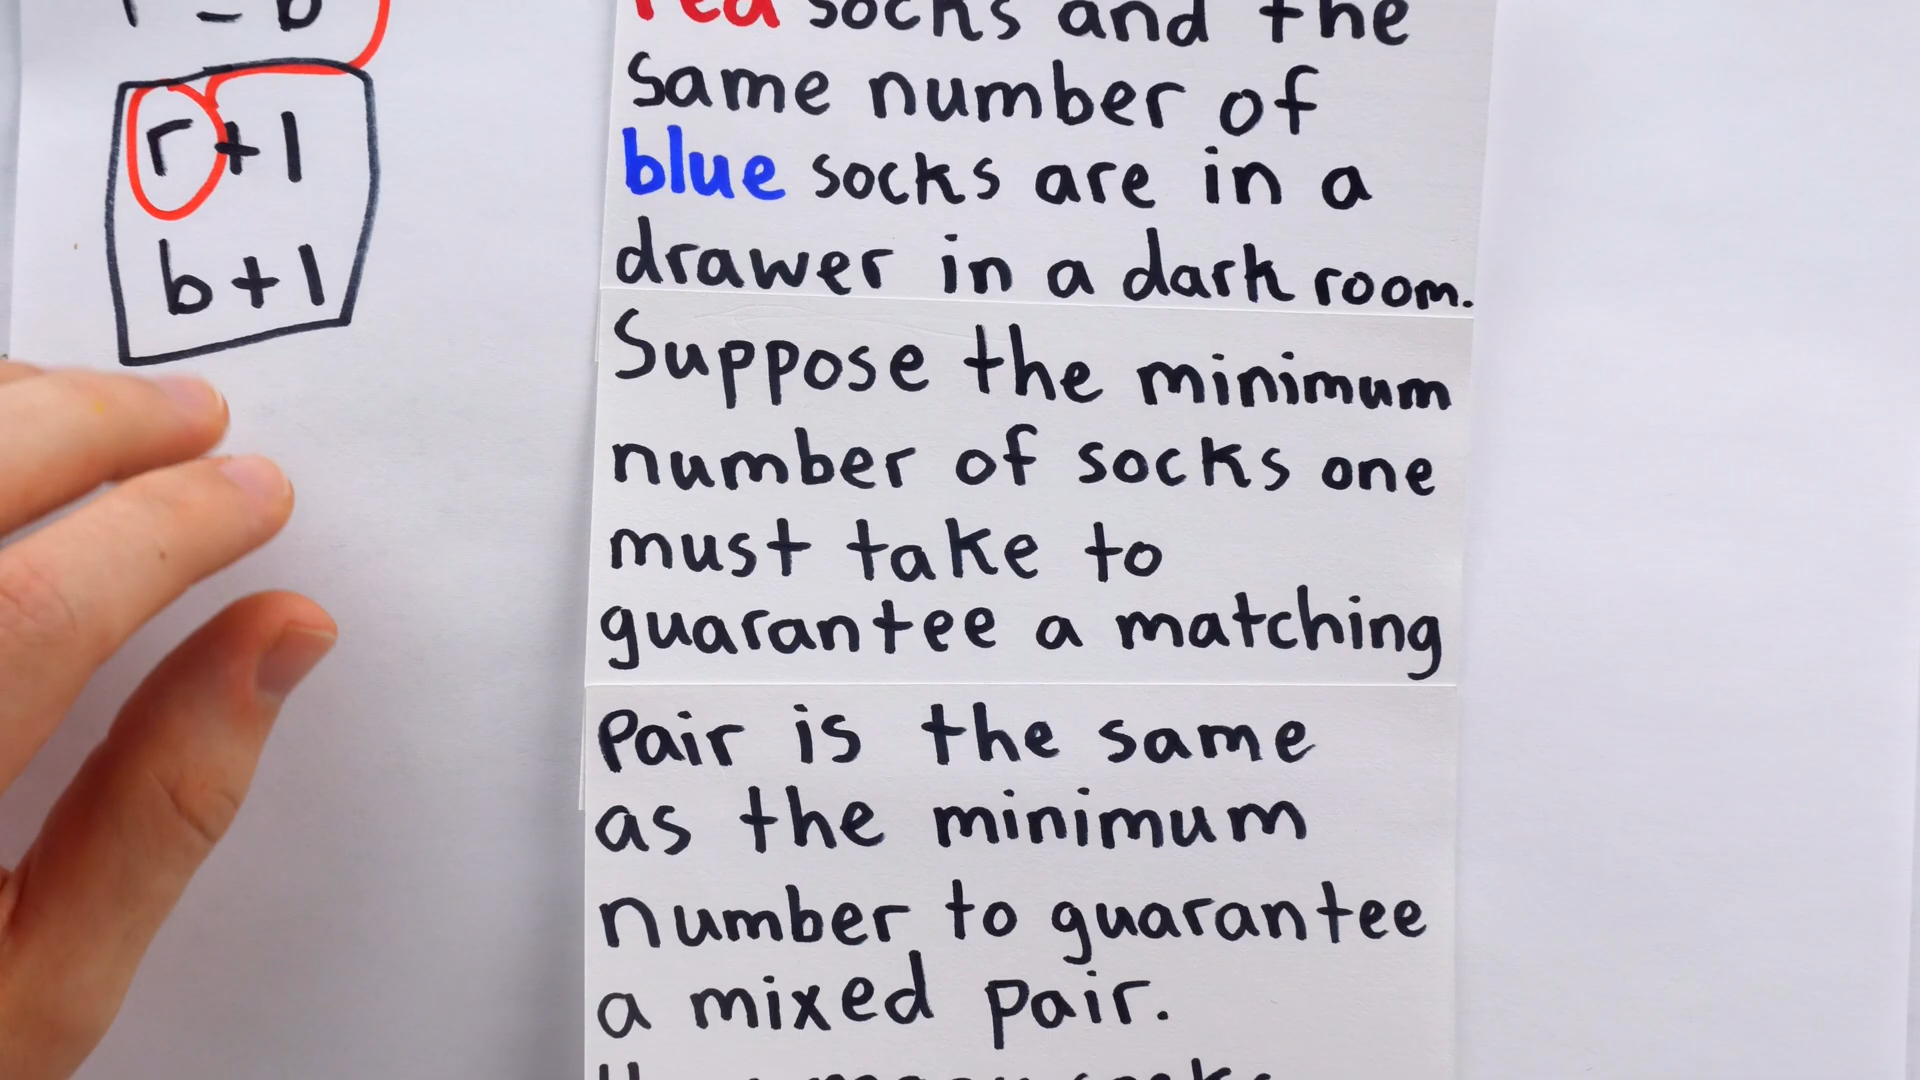 r = b
r+1
b+1
red socks and the
same number of
blue socks are in a
drawer in a dark room.
Suppose the minimum
number of socks one
must take to
guarantee a matching
pair is the same
as the minimum
number to guarantee
a mixed pair.